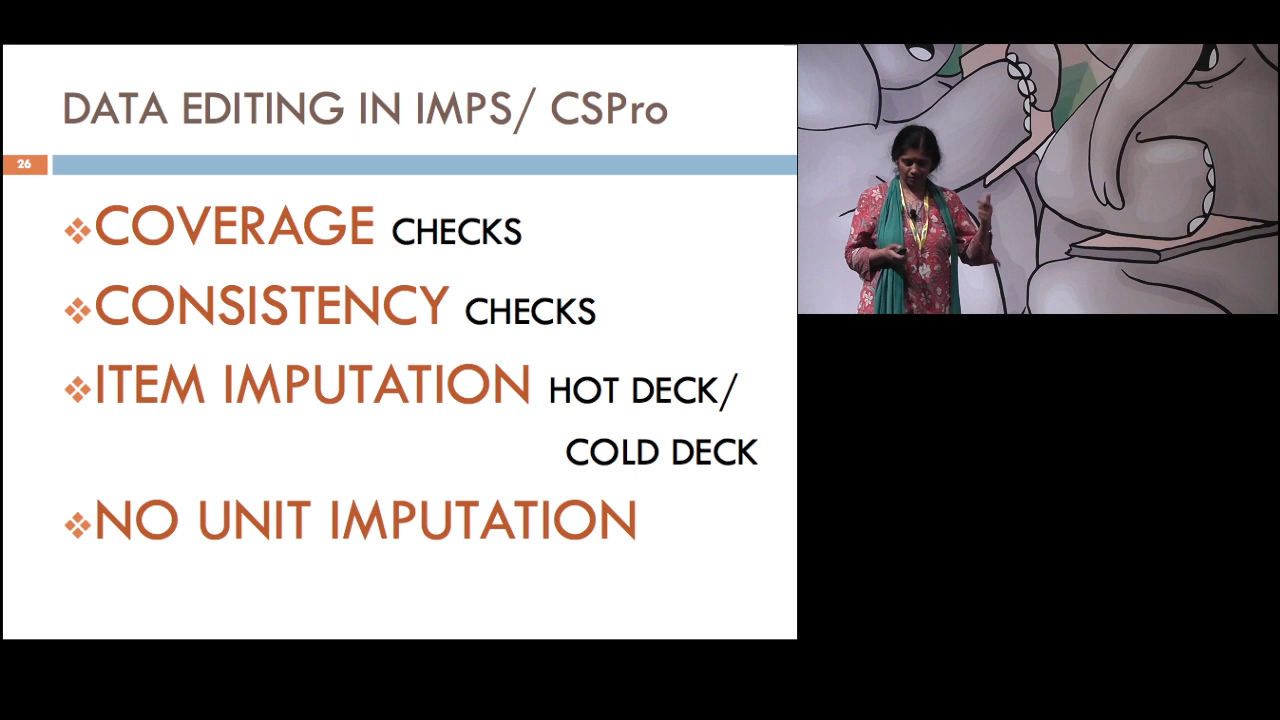 DATA EDITING IN IMPS/ CSPro
26
❖COVERAGE CHECKS
❖CONSISTENCY CHECKS
❖ITEM IMPUTATION HOT DECK/
COLD DECK
❖NO UNIT IMPUTATION